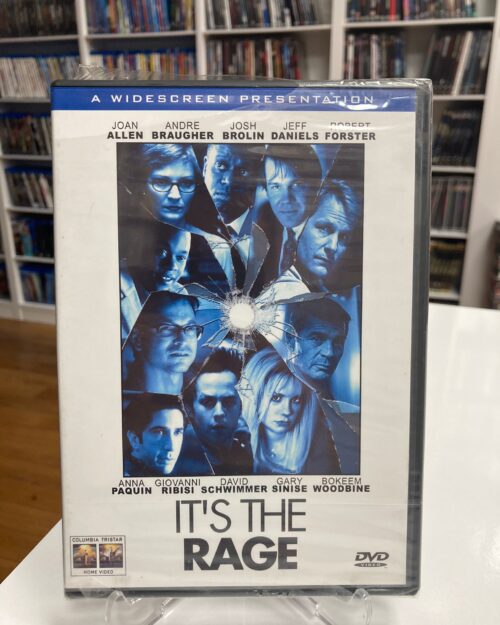 A WIDESCREEN PRESENTATION
JOAN ANDRE JOSH JEFF ROBERT
ALLEN BRAUGHER BROLIN DANIELS FORSTER
ANNA GIOVANNI DAVID GARY BOKEEM
PAQUIN RIBISI SCHWIMMER SINISE WOODBINE
IT'S THE
RAGE
COLUMBIA TRISTAR
HOME VIDEO
DVD
VIDEO